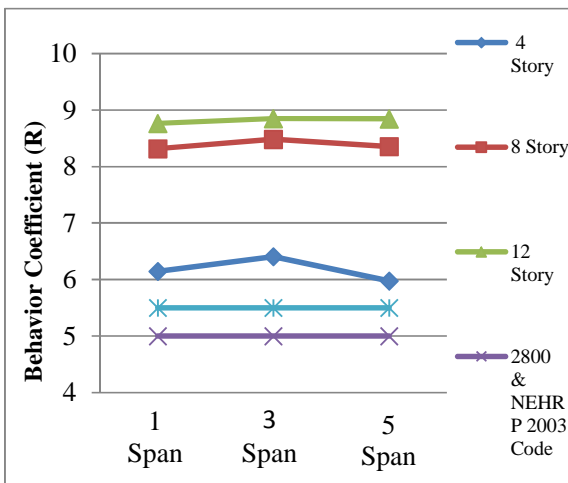 Behavior Coefficient (R)
10
9
8
7
6
5
4
1
Span
3
Span
5
Span
4
Story
8 Story
12
Story
2800
&
NEHR
P 2003
Code